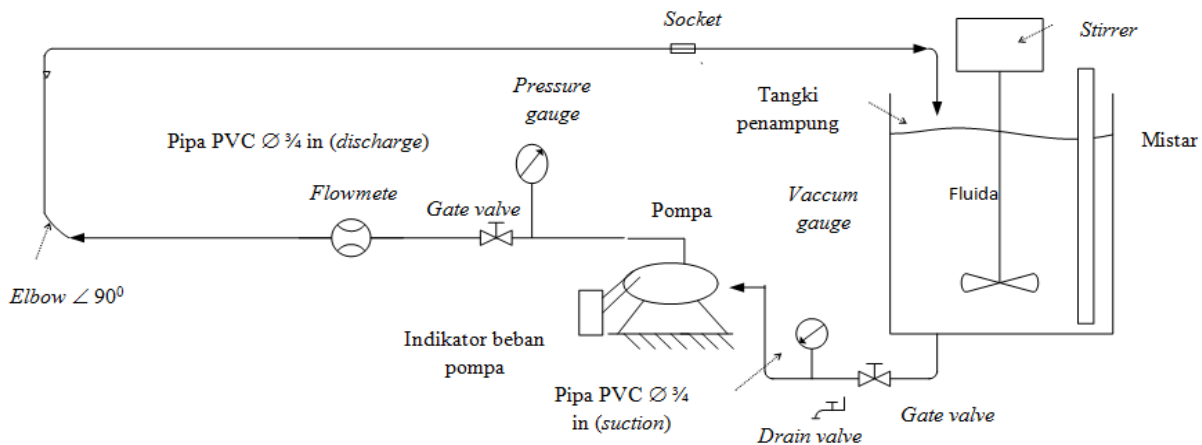 Socket
Stirrer
Pressure
gauge
Tangki
penampung
Mistar
Pipa PVC ∅ ¾ in (discharge)
Flowmete
Gate valve
Pompa
Vaccum
gauge
Fluida
Elbow ∠ 90⁰
Indikator beban
pompa
Pipa PVC ∅ ¾
in (suction)
Drain valve
Gate valve